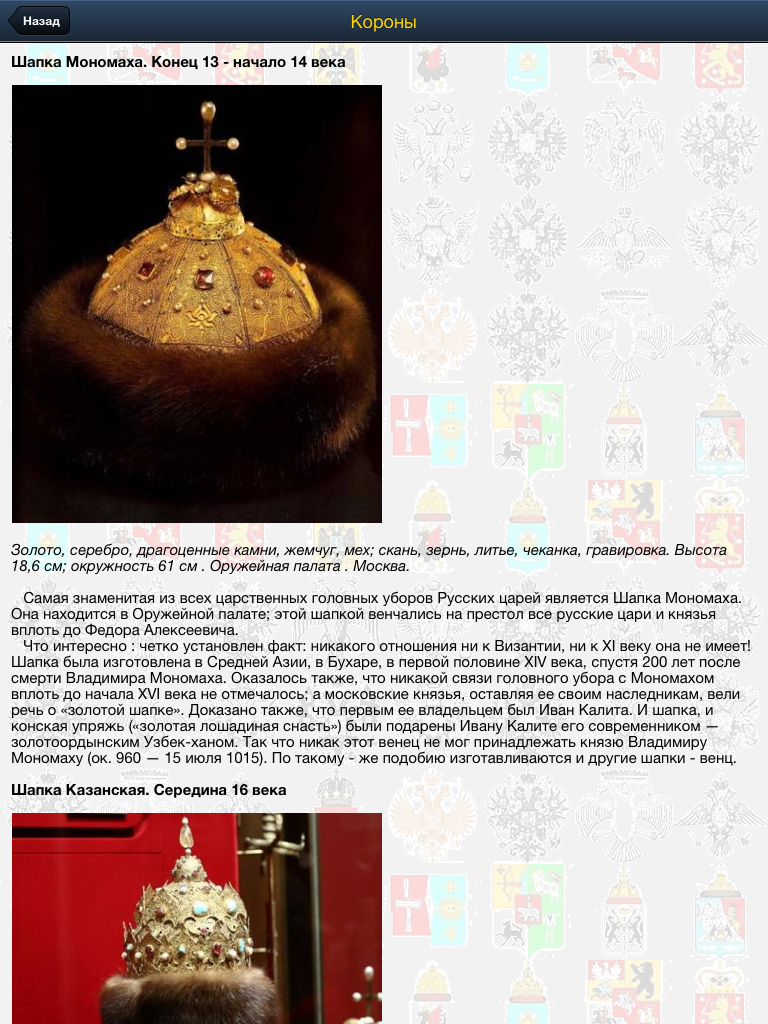 Назад
Короны
Шапка Мономаха. Конец 13 - начало 14 века
Золото, серебро, драгоценные камни, жемчуг, мех; скань, зернь, литье, чеканка, гравировка. Высота
18,6 см; окружность 61 см . Оружейная палата . Москва.
Самая знаменитая из всех царственных головных уборов Русских царей является Шапка Мономаха.
Она находится в Оружейной палате; этой шапкой венчались на престол все русские цари и князья
вплоть до Федора Алексеевича.
Что интересно : четко установлен факт: никакого отношения ни к Византии, ни к XI веку она не имеет!
Шапка была изготовлена в Средней Азии, в Бухаре, в первой половине XIV века, спустя 200 лет после
смерти Владимира Мономаха. Оказалось также, что никакой связи головного убора с Мономахом
вплоть до начала XVI века не отмечалось; а московские князья, оставляя ее своим наследникам, вели
речь о «золотой шапке». Доказано также, что первым ее владельцем был Иван Калита. И шапка, и
конская упряжь («золотая лошадиная снасть») были подарены Ивану Калите его современником —
золотоордынским Узбек-ханом. Так что никак этот венец не мог принадлежать князю Владимиру
Мономаху (ок. 960 — 15 июля 1015). По такому - же подобию изготавливаются и другие шапки - венц.
Шапка Казанская. Середина 16 века